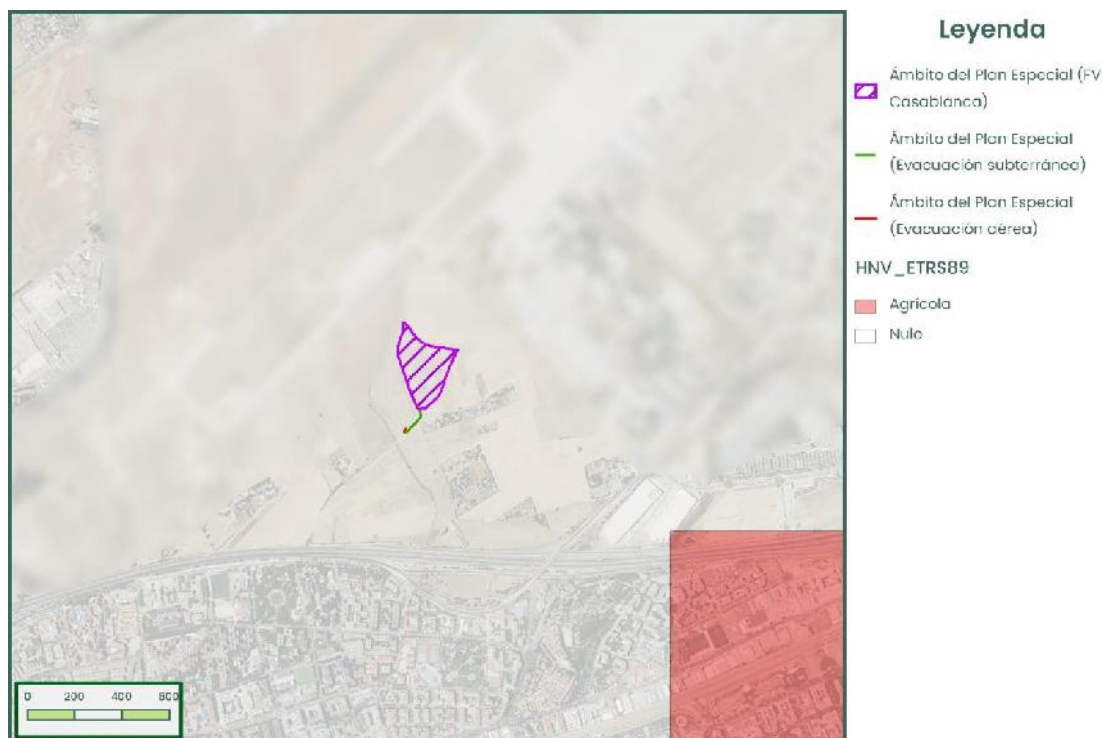 Leyenda
Ámbito del Plan Especial (FV
Casablanca)
Ámbito del Plan Especial
(Evacuación subterránea)
Ámbito del Plan Especial
(Evacuación aérea)
HNV_ETRS89
Agrícola
Nulo
0 200 400 600